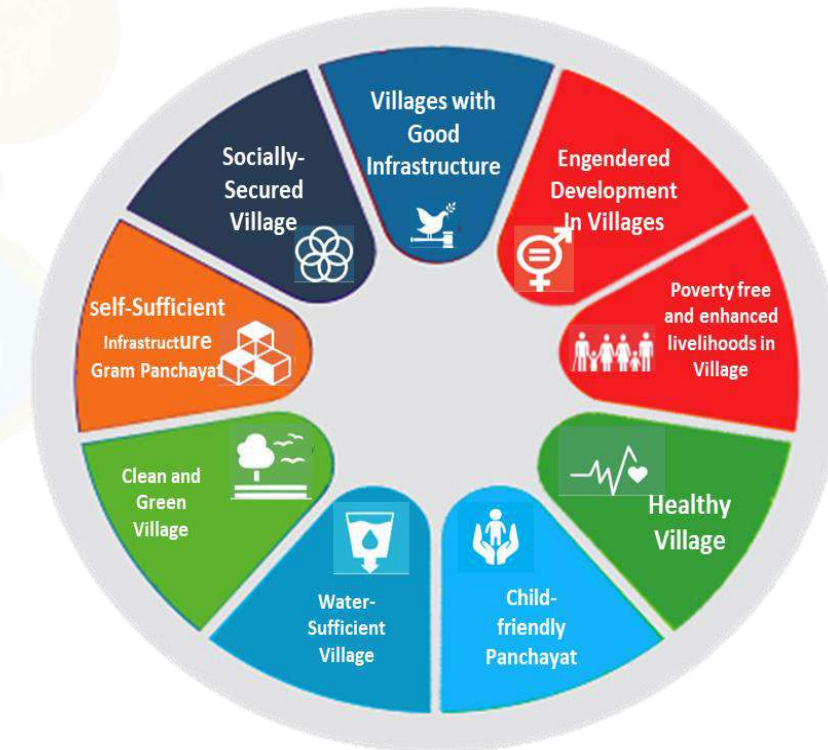 Villages with
Good
Infrastructure
Engendered
Development
In Villages
Poverty free
and enhanced
livelihoods in
Village
Healthy
Village
Child-
friendly
Panchayat
Water-
Sufficient
Village
Clean and
Green
Village
self-Sufficient
Infrastructure
Gram Panchayat
Socially-
Secured
Village